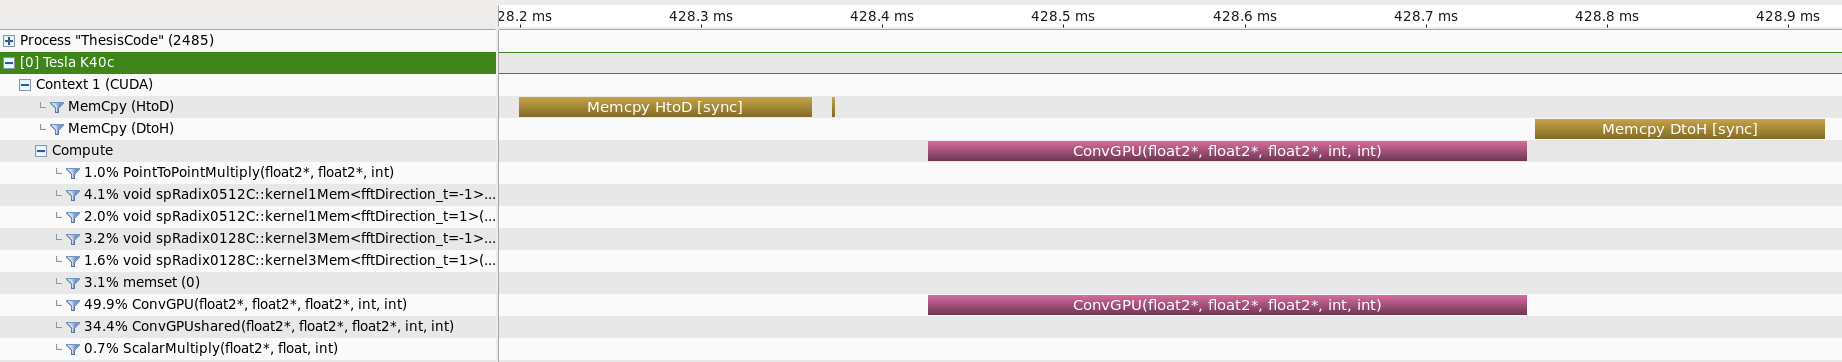 28.2 ms 428.3 ms 428.4 ms 428.5 ms 428.6 ms 428.7 ms 428.8 ms 428.9 ms
Process "ThesisCode" (2485)
[0] Tesla K40c
Context 1 (CUDA)
MemCpy (HtoD) Memcpy HtoD [sync]
MemCpy (DtoH) Memcpy DtoH [sync]
Compute ConvGPU(float2*, float2*, float2*, int, int)
1.0% PointToPointMultiply(float2*, float2*, int)
4.1% void spRadix0512C::kernel1Mem<fftDirection_t=-1>...
2.0% void spRadix0512C::kernel1Mem<fftDirection_t=1>(...
3.2% void spRadix0128C::kernel3Mem<fftDirection_t=-1>...
1.6% void spRadix0128C::kernel3Mem<fftDirection_t=1>(...
3.1% memset (0)
49.9% ConvGPU(float2*, float2*, float2*, int, int) ConvGPU(float2*, float2*, float2*, int, int)
34.4% ConvGPUshared(float2*, float2*, float2*, int, int)
0.7% ScalarMultiply(float2*, float, int)